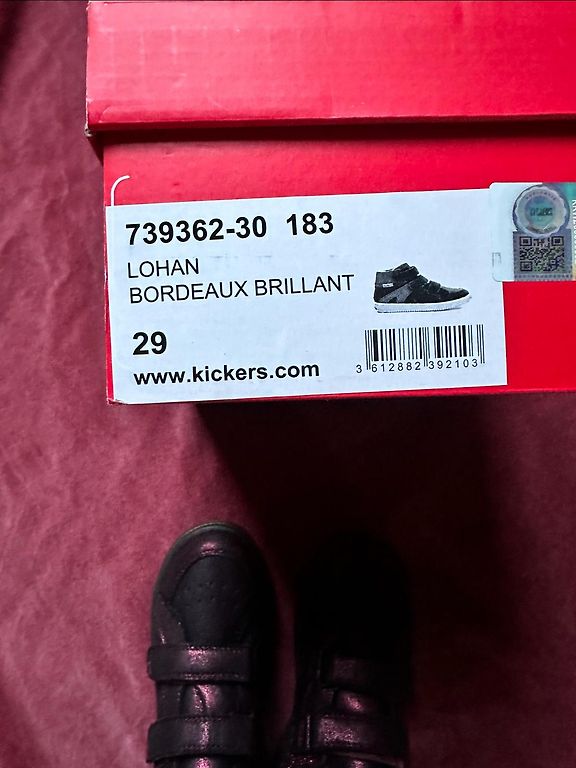 739362-30 183
LOHAN
BORDEAUX BRILLANT
29
www.kickers.com
3 612882 392103